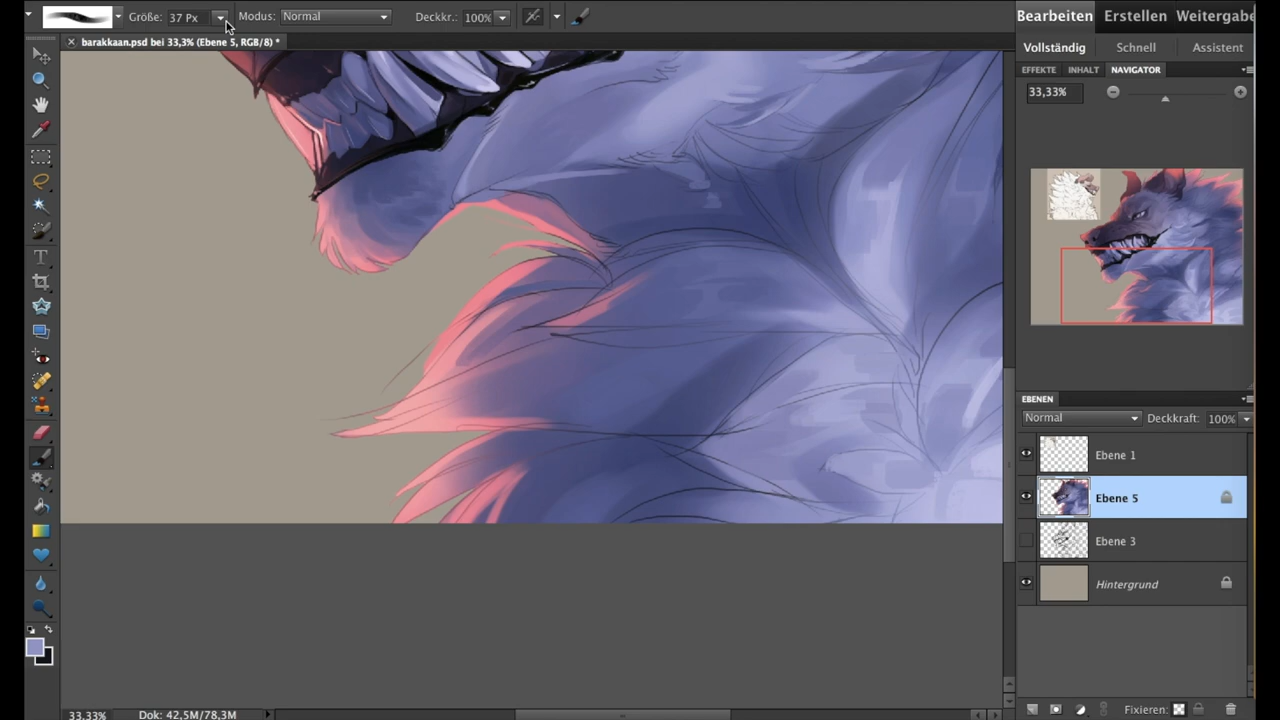 Größe: 37 Px Modus: Normal Deckkr.: 100%
Bearbeiten Erstellen Weitergabe
barakkaan.psd bei 33,3% (Ebene 5, RGB/8) *
Vollständig Schnell Assistent
EFFEKTE INHALT NAVIGATOR
33,33%
EBENEN
Normal Deckkraft: 100%
Ebene 1
Ebene 5
Ebene 3
Hintergrund
Fixieren:
33,33% Dok: 42,5M/78,3M